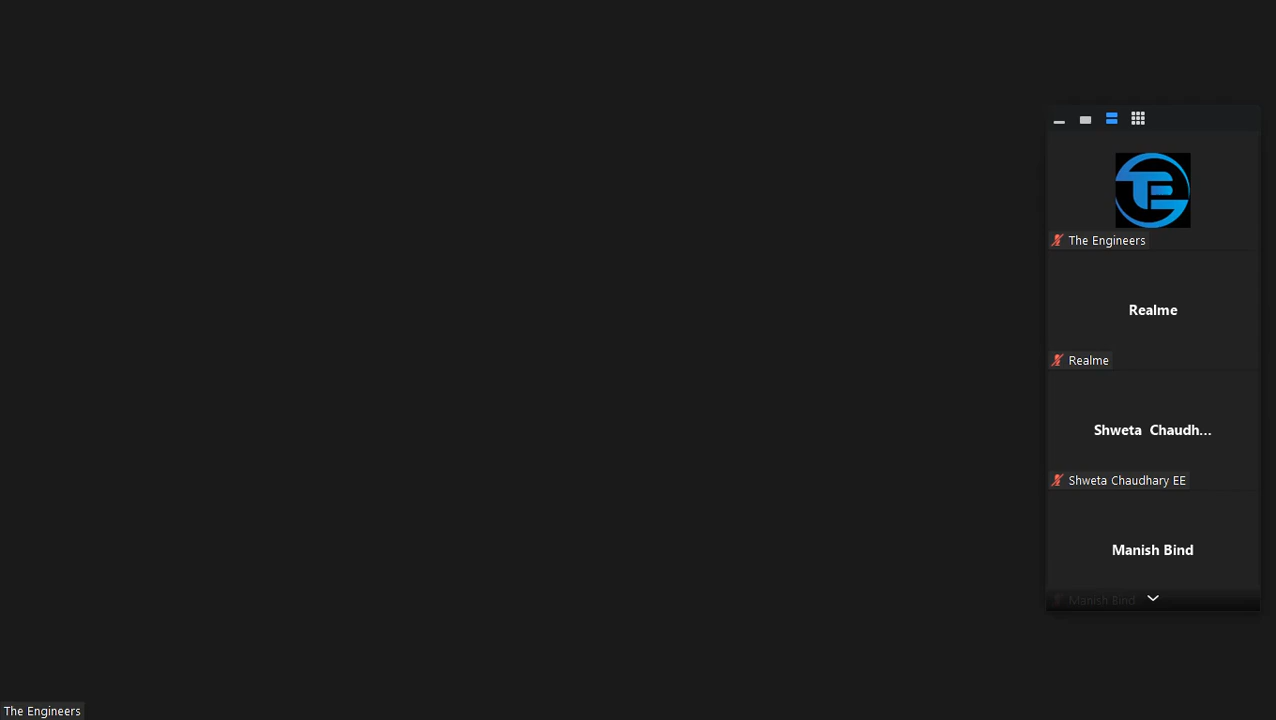 The Engineers
Realme
Realme
Shweta  Chaudh...
Shweta Chaudhary EE
Manish Bind
Manish Bind
The Engineers